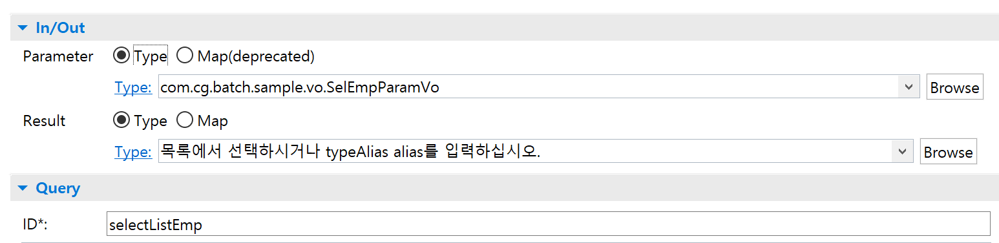 In/Out
Parameter Type Map(deprecated)
Type: com.cg.batch.sample.vo.SelEmpParamVo Browse
Result Type Map
Type: 목록에서 선택하시거나 typeAlias alias를 입력하십시오. Browse
Query
ID*: selectListEmp